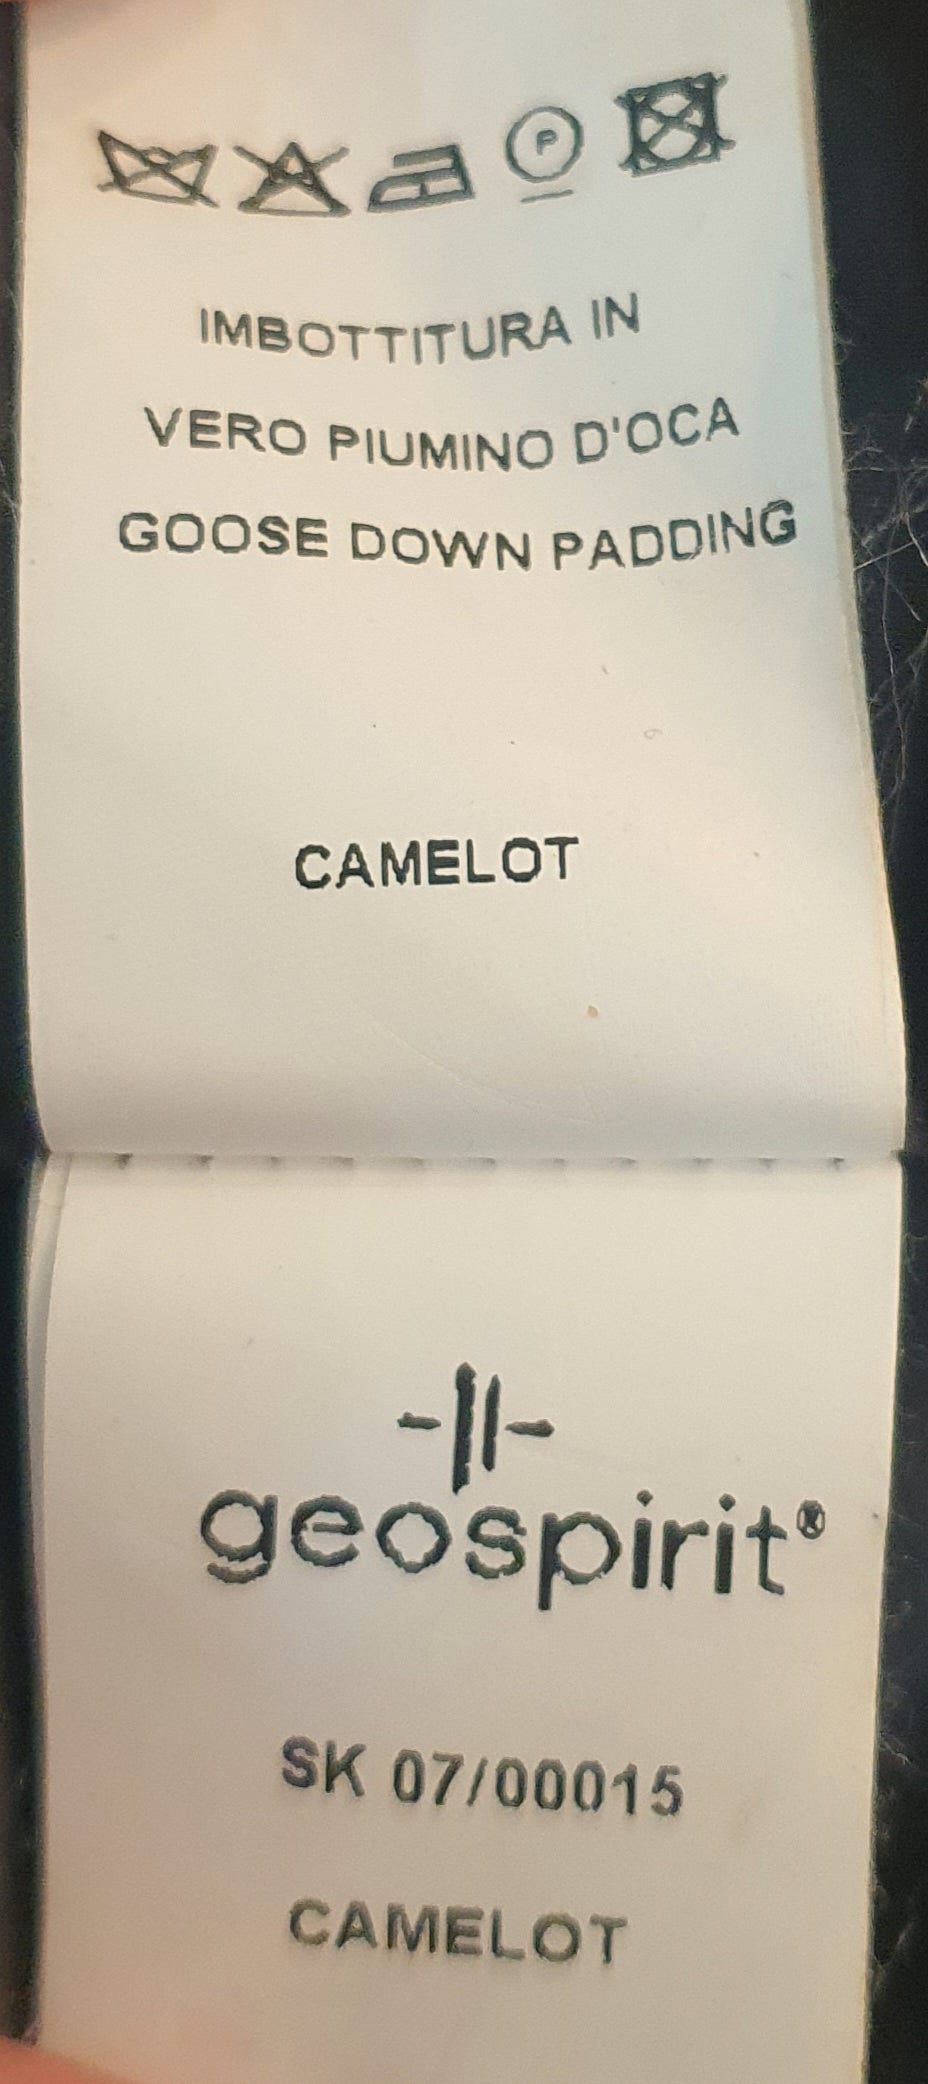 P
IMBOTTITURA IN
VERO PIUMINO D'OCA
GOOSE DOWN PADDING
CAMELOT
geospirit®
SK 07/00015
CAMELOT